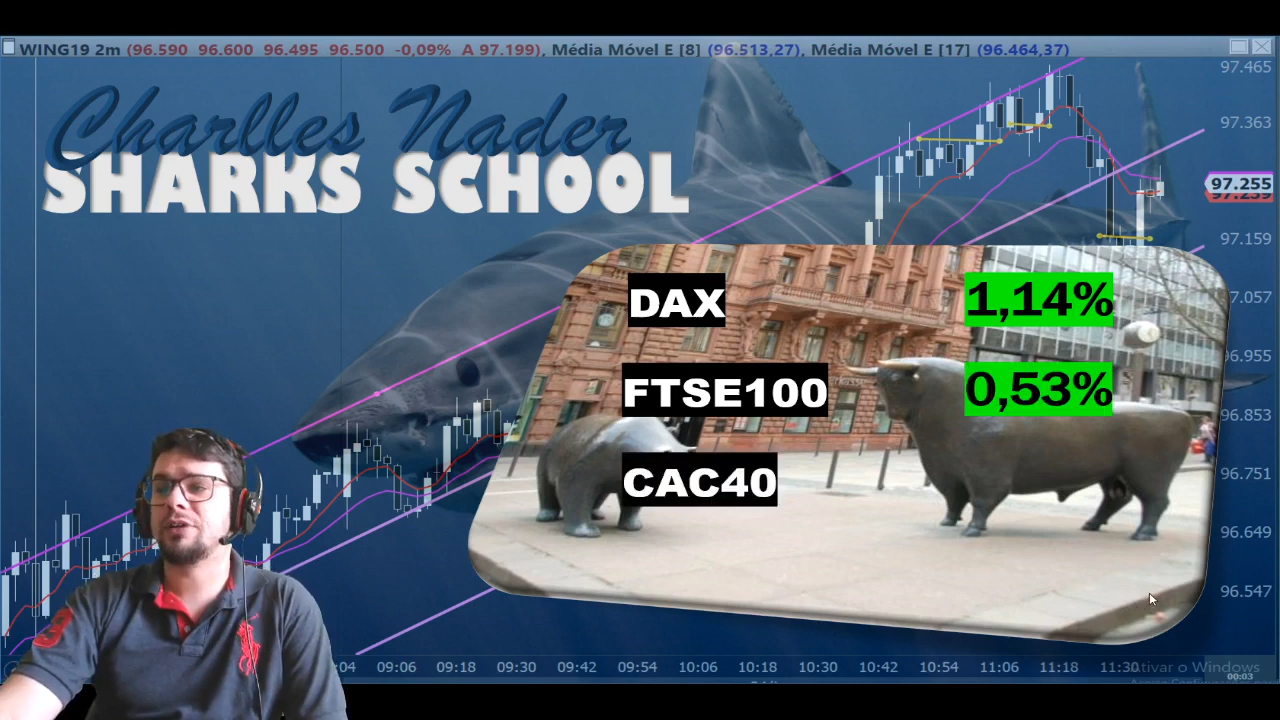 WING19 2m (96.590 96.600 96.495 96.500 -0,09% A 97.199), Média Móvel E [8] (96.513,27), Média Móvel E [17] (96.464,37)
Charlles Nader
SHARKS SCHOOL
97.465
97.363
97.255
97.239
97.159
97.057
96.955
96.853
96.751
96.649
96.547
DAX 1,14%
FTSE100 0,53%
CAC40
3
:04 09:06 09:18 09:30 09:42 09:54 10:06 10:18 10:30 10:42 10:54 11:06 11:18 11:30
ativar o Windows
00:03